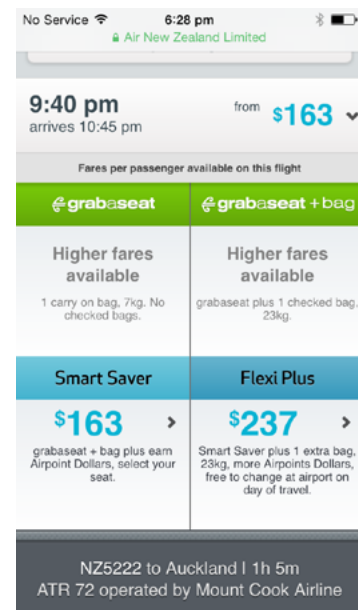 No Service 6:28 pm
Air New Zealand Limited
9:40 pm
arrives 10:45 pm
from $163
Fares per passenger available on this flight
grabaseat
grabaseat + bag
Higher fares
available
1 carry on bag, 7kg. No
checked bags.
Higher fares
available
grabaseat plus 1 checked bag,
23kg.
Smart Saver
Flexi Plus
$163
grabaseat + bag plus earn
Airpoint Dollars, select your
seat.
$237
Smart Saver plus 1 extra bag,
23kg, more Airpoints Dollars,
free to change at airport on
day of travel.
NZ5222 to Auckland | 1h 5m
ATR 72 operated by Mount Cook Airline